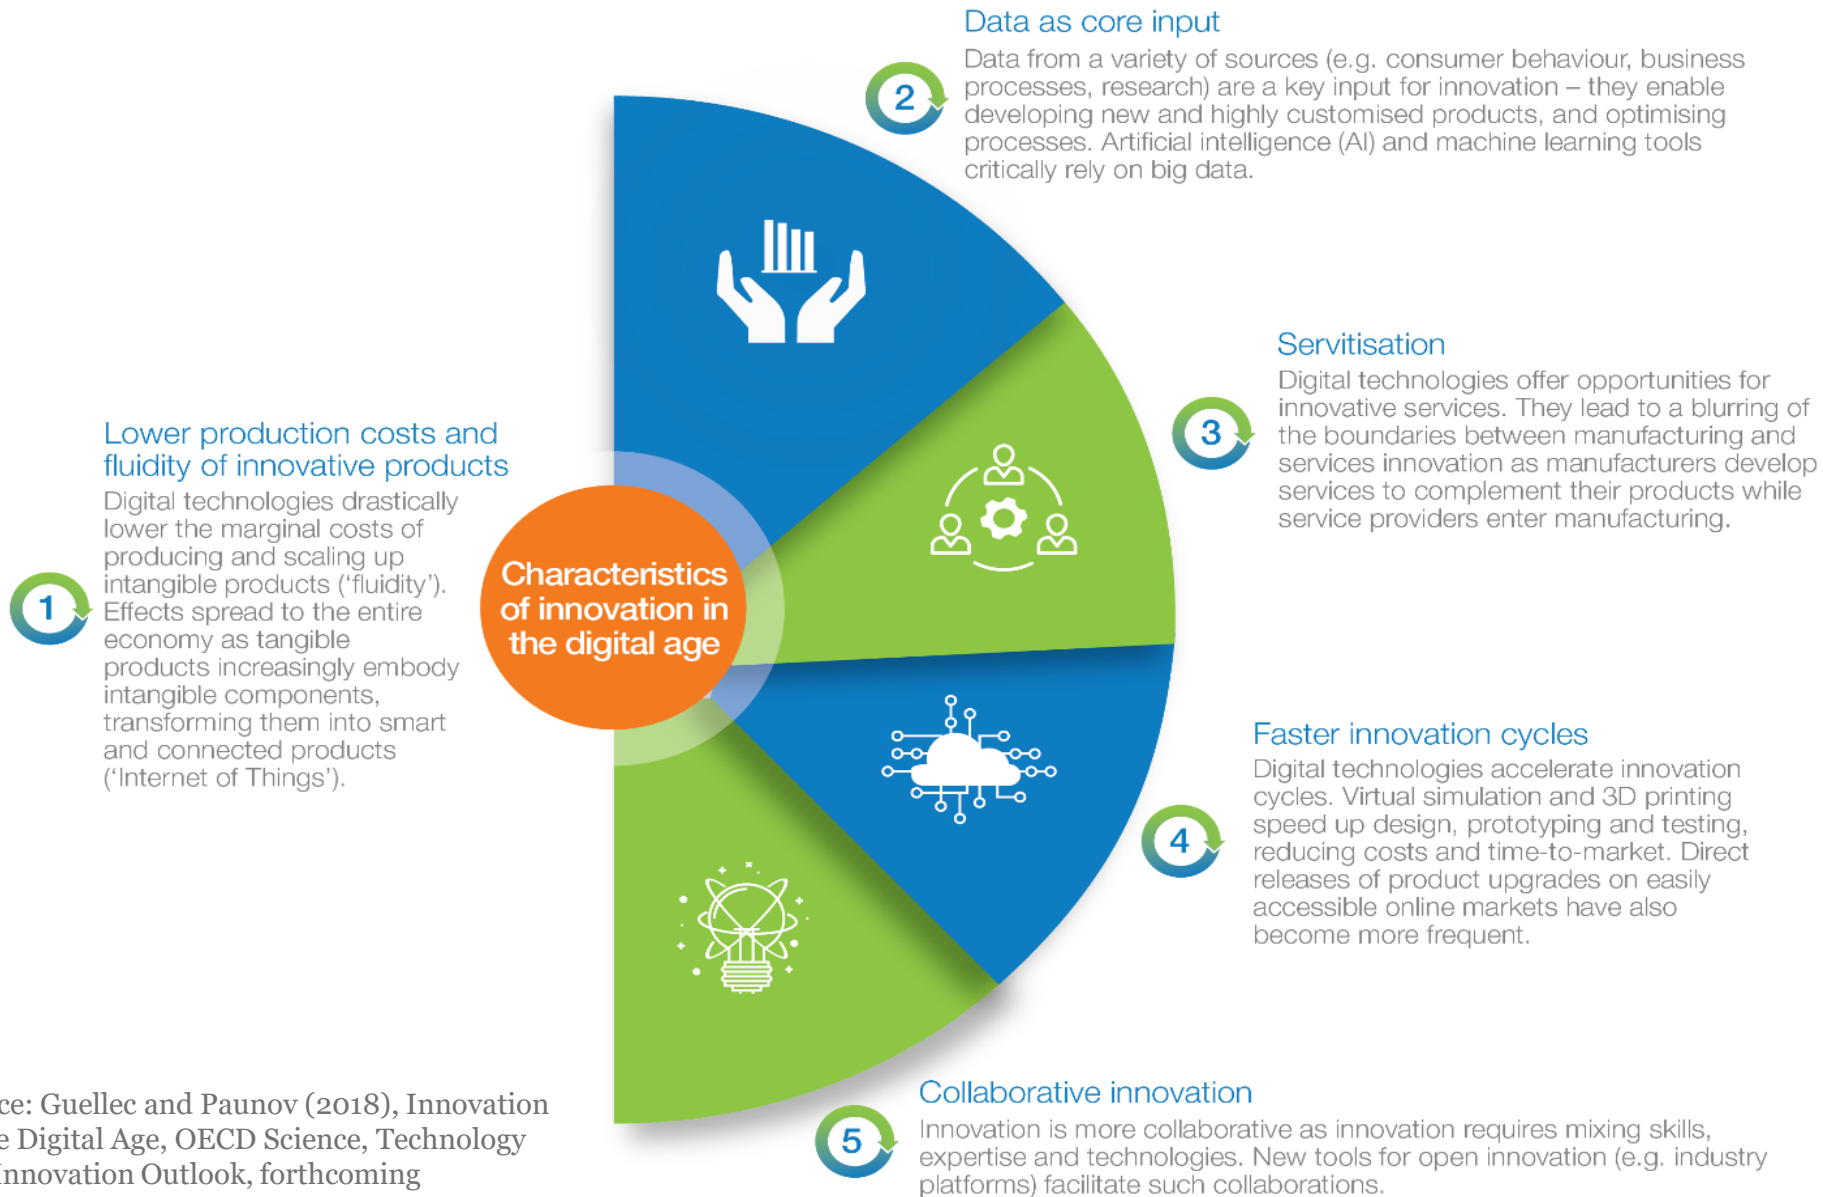 Data as core input
Data from a variety of sources (e.g. consumer behaviour, business
processes, research) are a key input for innovation – they enable
developing new and highly customised products, and optimising
processes. Artificial intelligence (AI) and machine learning tools
critically rely on big data.
2
Servitisation
Digital technologies offer opportunities for
innovative services. They lead to a blurring of
the boundaries between manufacturing and
services innovation as manufacturers develop
services to complement their products while
service providers enter manufacturing.
3
Lower production costs and
fluidity of innovative products
Digital technologies drastically
lower the marginal costs of
producing and scaling up
intangible products (‘fluidity’).
Effects spread to the entire
economy as tangible
products increasingly embody
intangible components,
transforming them into smart
and connected products
(‘Internet of Things’).
1
Characteristics
of innovation in
the digital age
Faster innovation cycles
Digital technologies accelerate innovation
cycles. Virtual simulation and 3D printing
speed up design, prototyping and testing,
reducing costs and time-to-market. Direct
releases of product upgrades on easily
accessible online markets have also
become more frequent.
4
Collaborative innovation
Innovation is more collaborative as innovation requires mixing skills,
expertise and technologies. New tools for open innovation (e.g. industry
platforms) facilitate such collaborations.
5
ce: Guellec and Paunov (2018), Innovation
e Digital Age, OECD Science, Technology
Innovation Outlook, forthcoming